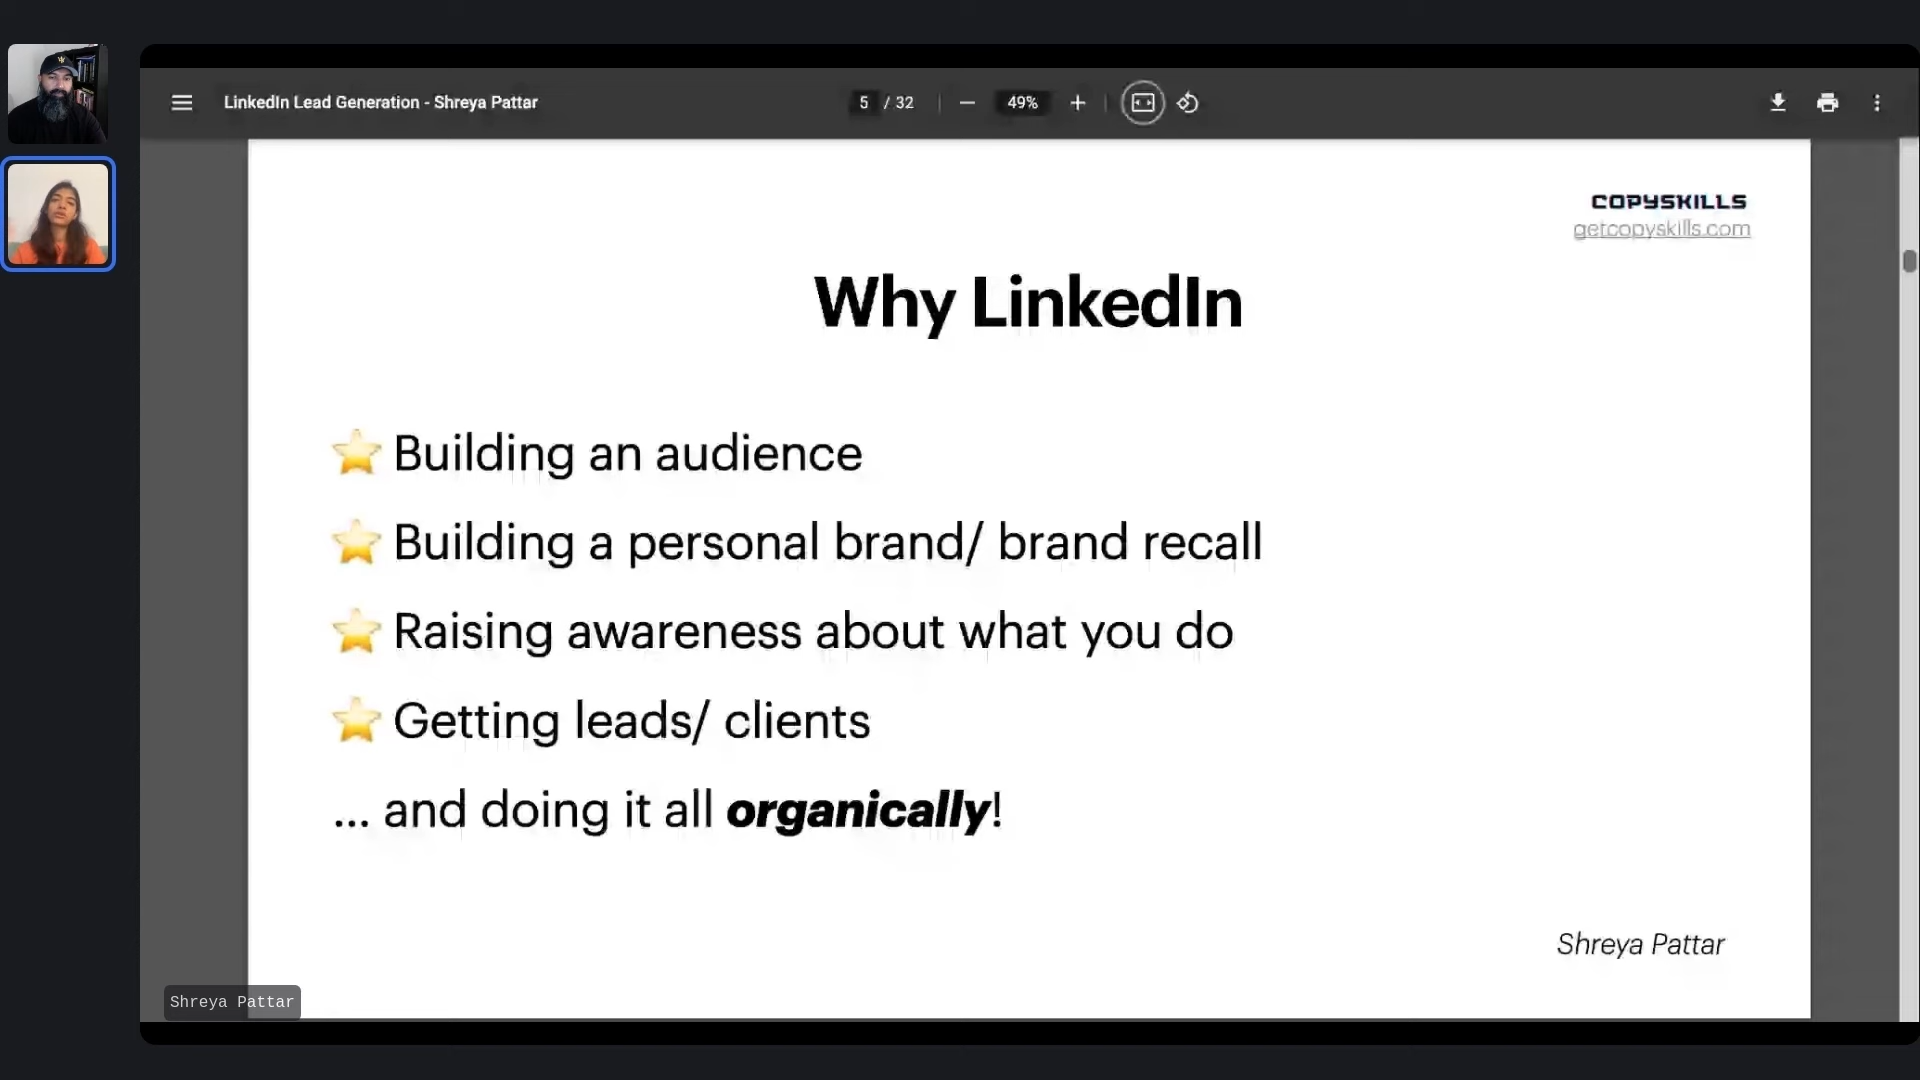 LinkedIn Lead Generation - Shreya Pattar
5 / 32
49%
COPYSKILLS
getcopyskills.com
Why LinkedIn
⭐ Building an audience
⭐ Building a personal brand/ brand recall
⭐ Raising awareness about what you do
⭐ Getting leads/ clients
... and doing it all organically!
Shreya Pattar
Shreya Pattar